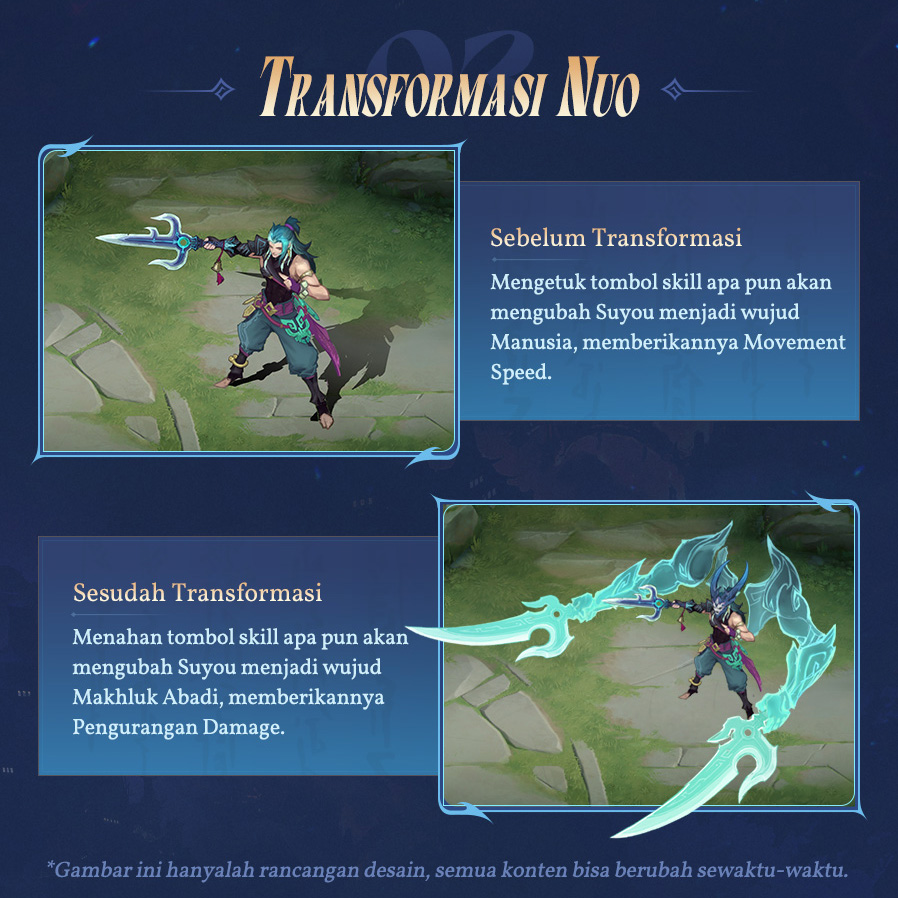 03
TRANSFORMASI NUO
Sebelum Transformasi
Mengetuk tombol skill apa pun akan
mengubah Suyou menjadi wujud
Manusia, memberikannya Movement
Speed.
Sesudah Transformasi
Menahan tombol skill apa pun akan
mengubah Suyou menjadi wujud
Makhluk Abadi, memberikannya
Pengurangan Damage.
*Gambar ini hanyalah rancangan desain, semua konten bisa berubah sewaktu-waktu.